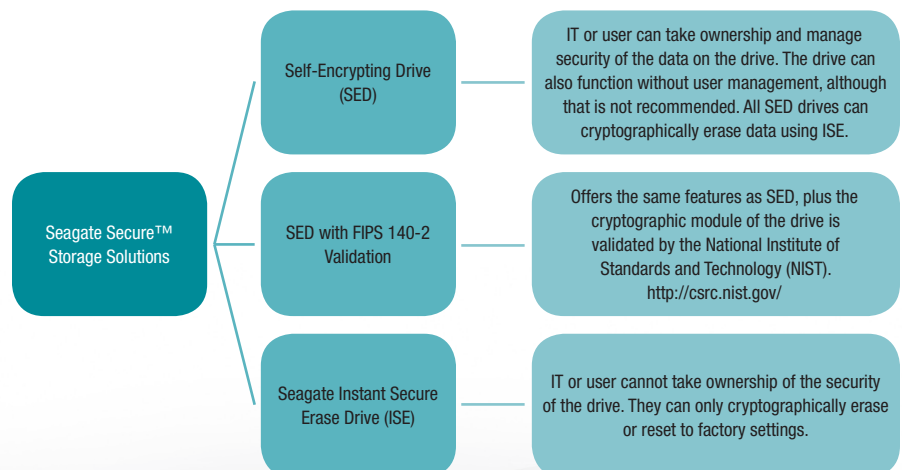 Seagate Secure™
Storage Solutions
Self-Encrypting Drive
(SED)
IT or user can take ownership and manage
security of the data on the drive. The drive can
also function without user management, although
that is not recommended. All SED drives can
cryptographically erase data using ISE.
SED with FIPS 140-2
Validation
Offers the same features as SED, plus the
cryptographic module of the drive is
validated by the National Institute of
Standards and Technology (NIST).
http://csrc.nist.gov/
Seagate Instant Secure
Erase Drive (ISE)
IT or user cannot take ownership of the security
of the drive. They can only cryptographically erase
or reset to factory settings.